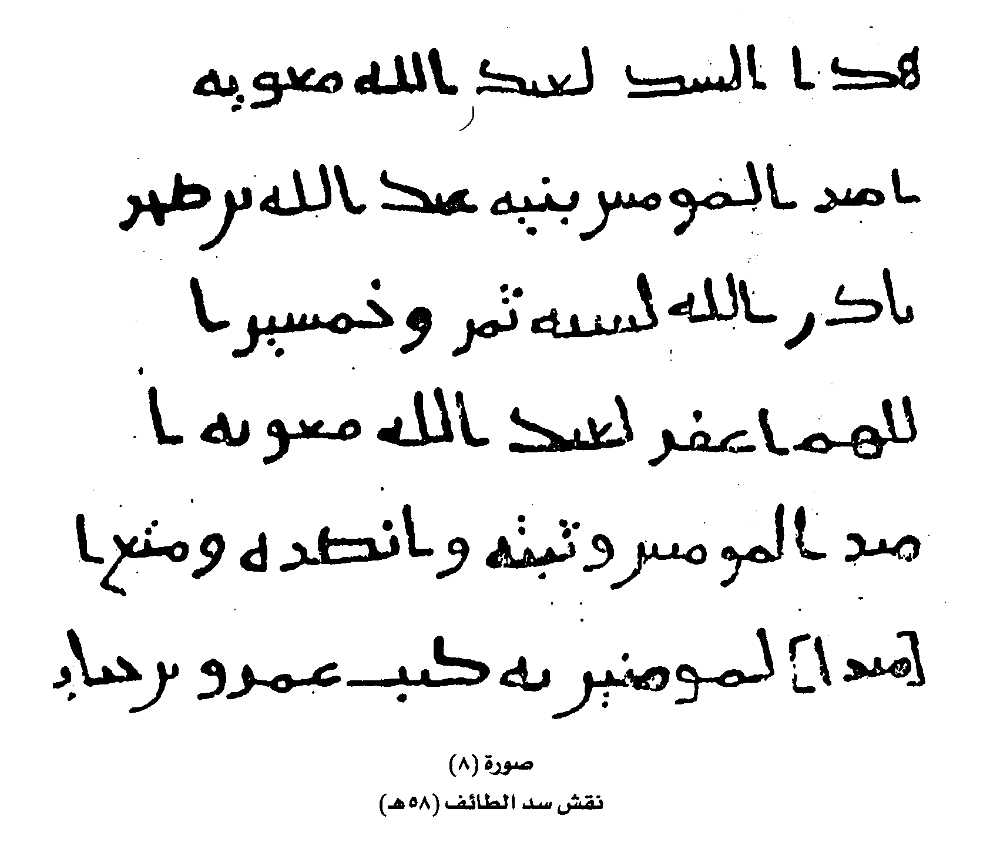 هذا السد لعبد الله معويه
امير المومنين بنيه عبد الله بن صخر
باذن الله لسنه ثمن وخمسين ا
للهم اغفر لعبد الله معويه ا
مير المومنين وثبته وانصره ومتع ا
[مير ا]لمومنين به كتب عمرو بن حباب
صورة (٨)
نقش سد الطائف (٥٨هـ)